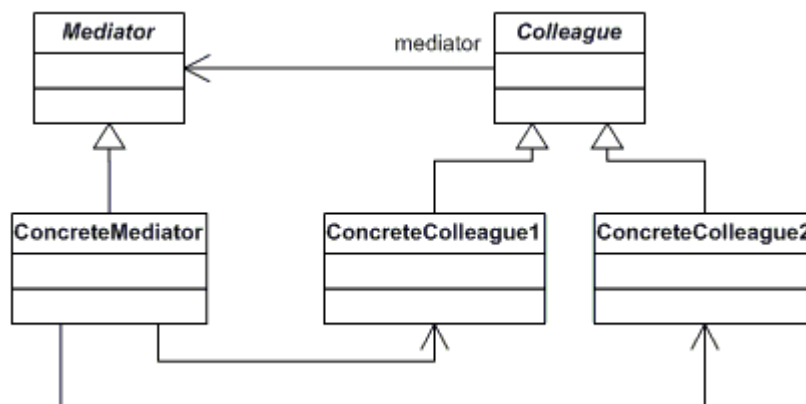 Mediator
Colleague
mediator
ConcreteMediator
ConcreteColleague1
ConcreteColleague2